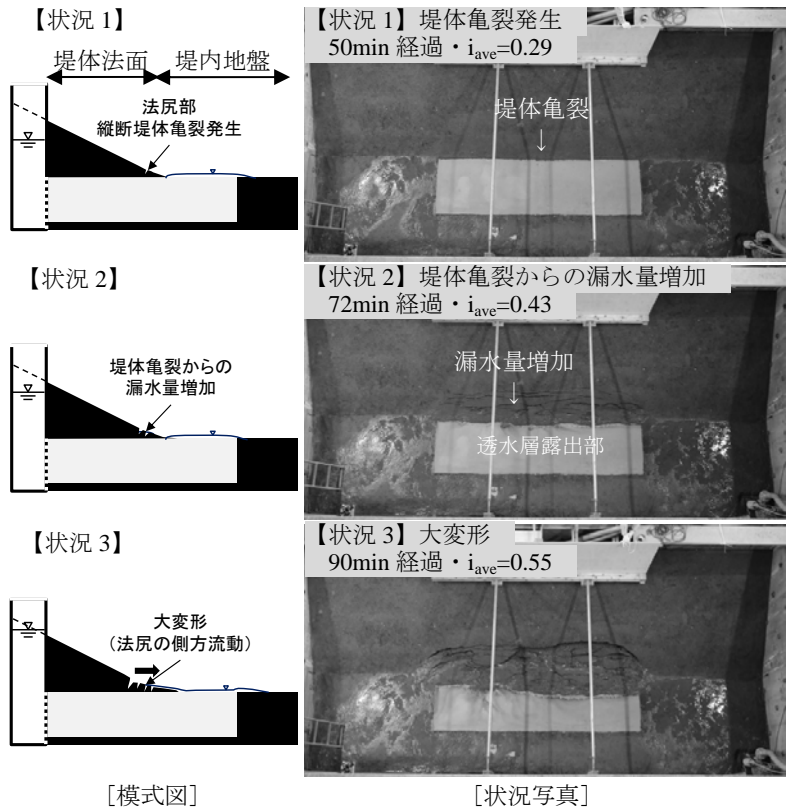 【状況 1】
堤体法面 堤内地盤
法尻部
縦断堤体亀裂発生
【状況 1】堤体亀裂発生
50min 経過・iave=0.29
堤体亀裂
↓
【状況 2】
堤体亀裂からの
漏水量増加
【状況 2】堤体亀裂からの漏水量増加
72min 経過・iave=0.43
漏水量増加
↓
透水層露出部
【状況 3】
大変形
（法尻の側方流動）
【状況 3】大変形
90min 経過・iave=0.55
［模式図］
［状況写真］